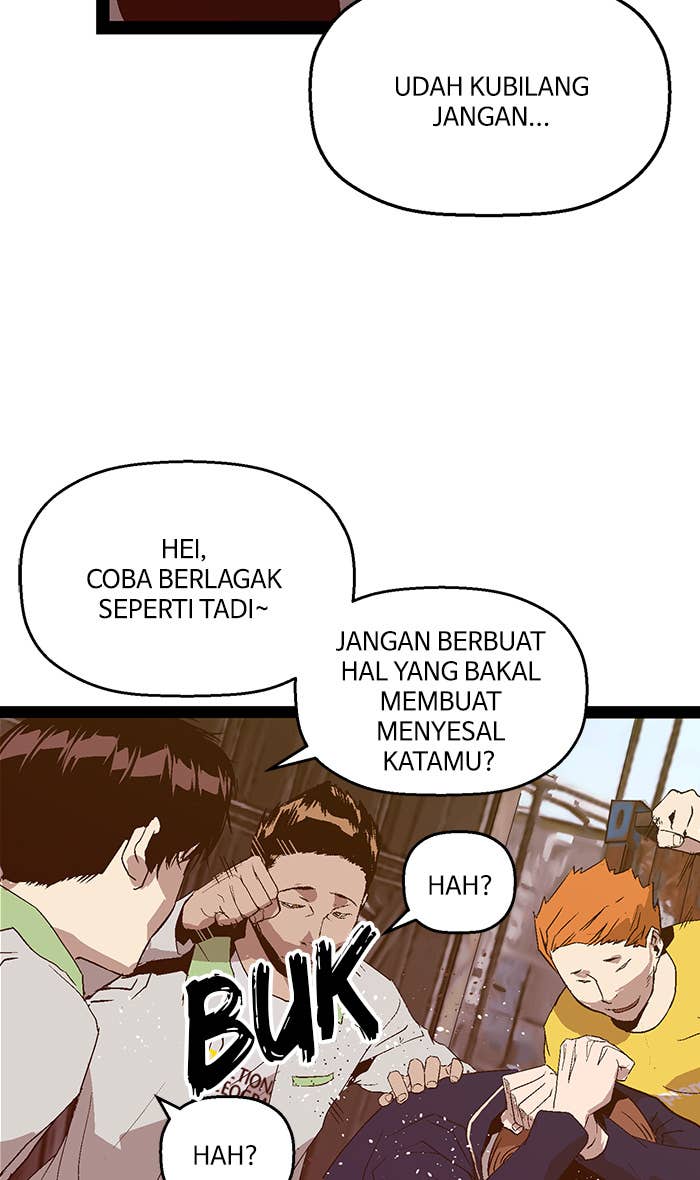 UDAH KUBILANG
JANGAN...
HEI,
COBA BERLAGAK
SEPERTI TADI~
JANGAN BERBUAT
HAL YANG BAKAL
MEMBUAT
MENYESAL
KATAMU?
HAH?
BUK
TION
HAH?